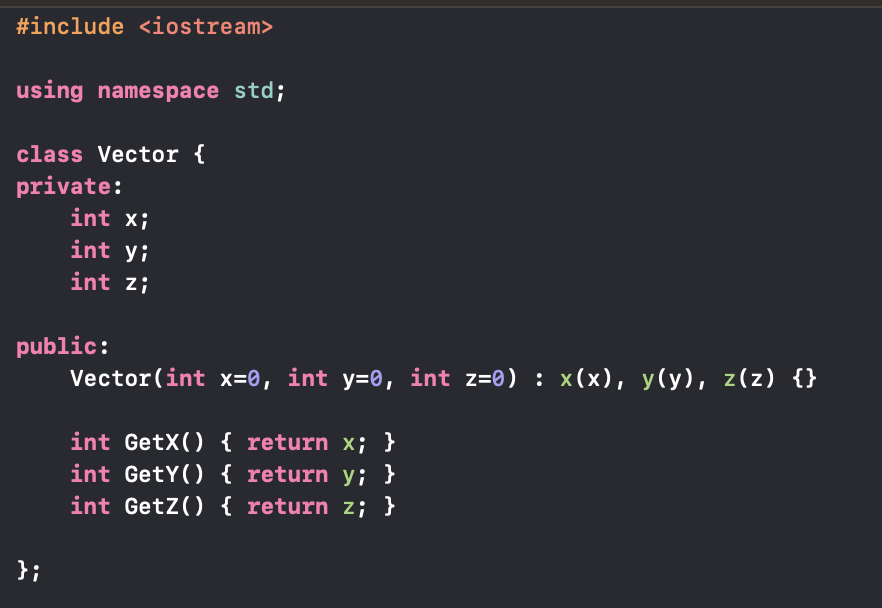 #include <iostream>
using namespace std;
class Vector {
private:
    int x;
    int y;
    int z;
public:
    Vector(int x=0, int y=0, int z=0) : x(x), y(y), z(z) {}
    int GetX() { return x; }
    int GetY() { return y; }
    int GetZ() { return z; }
};